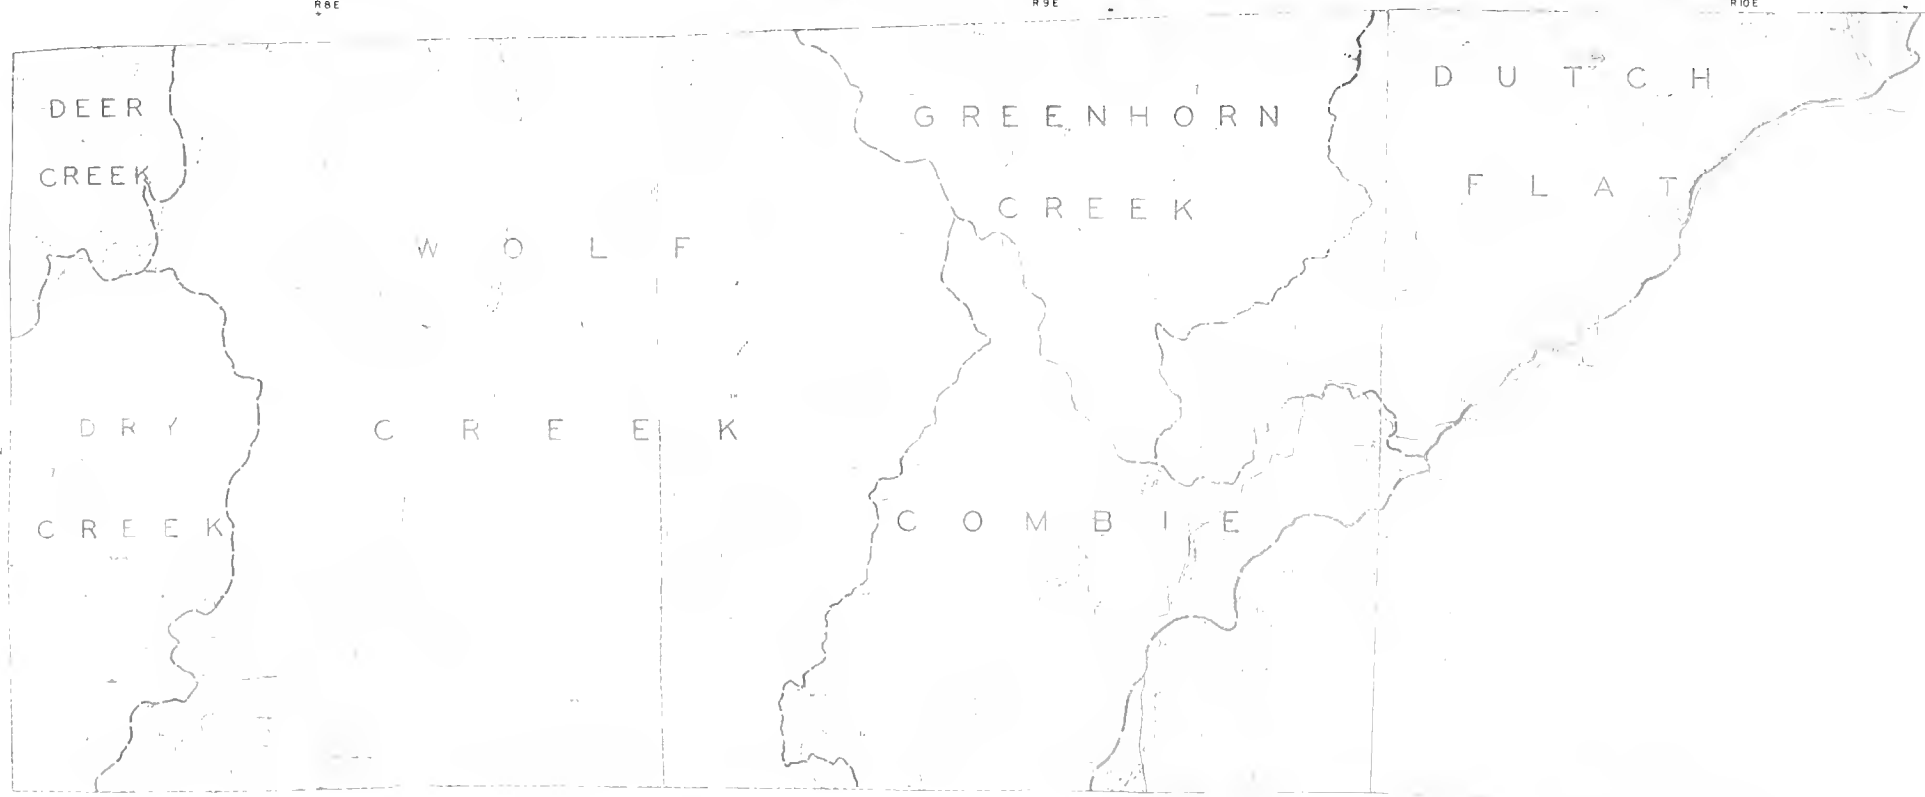 R8E
R9E
R10E
DEER
CREEK
WOLF
CREEK
GREENHORN
CREEK
DUTCH
FLAT
DRY
CREEK
COMBIE